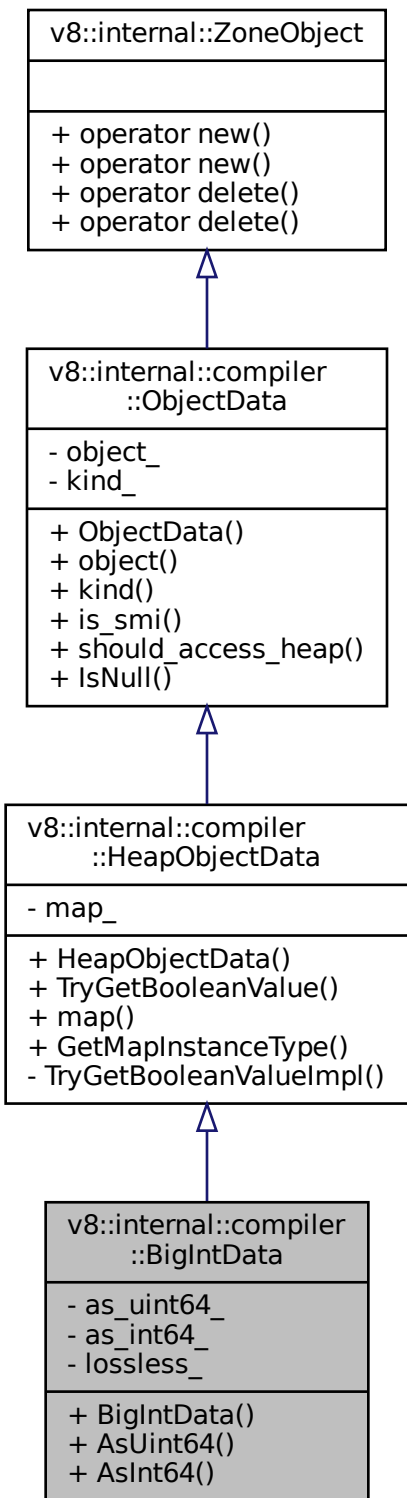 v8::internal::ZoneObject
+ operator new()
+ operator new()
+ operator delete()
+ operator delete()
v8::internal::compiler
::ObjectData
- object_
- kind_
+ ObjectData()
+ object()
+ kind()
+ is_smi()
+ should_access_heap()
+ IsNull()
v8::internal::compiler
::HeapObjectData
- map_
+ HeapObjectData()
+ TryGetBooleanValue()
+ map()
+ GetMapInstanceType()
- TryGetBooleanValueImpl()
v8::internal::compiler
::BigIntData
- as_uint64_
- as_int64_
- lossless_
+ BigIntData()
+ AsUint64()
+ AsInt64()